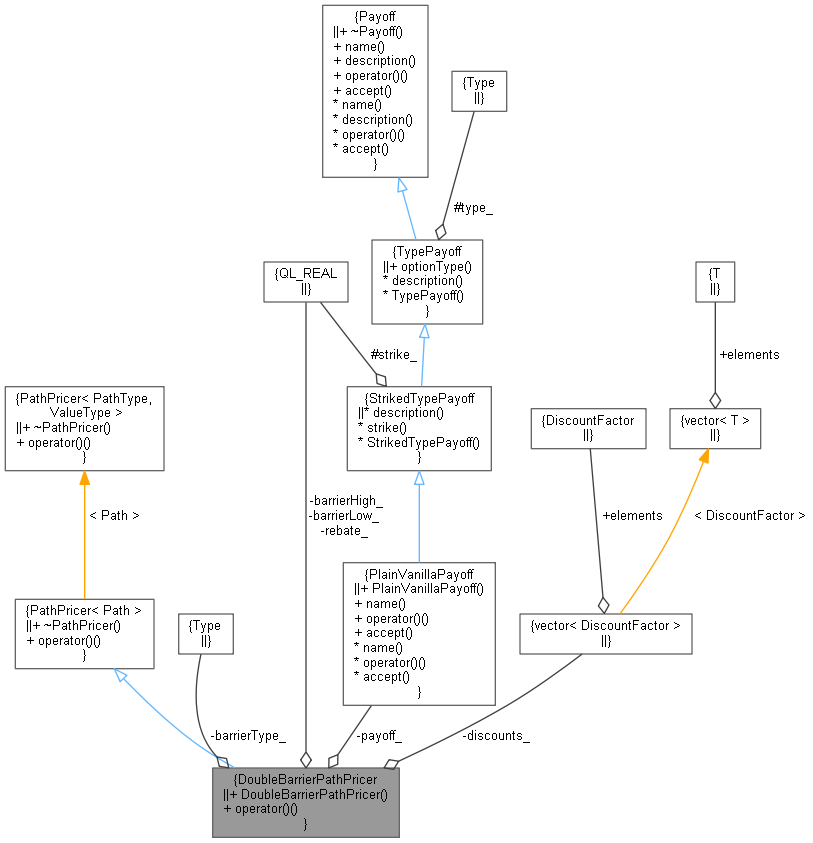 {Payoff
||+ ~Payoff()
+ name()
+ description()
+ operator()()
+ accept()
* name()
* description()
* operator()()
* accept()
}
{Type
||}
#type_
{TypePayoff
||+ optionType()
* description()
* TypePayoff()
}
{QL_REAL
||}
{T
||}
#strike_
+elements
{PathPricer< PathType,
ValueType >
||+ ~PathPricer()
+ operator()()
}
{StrikedTypePayoff
||* description()
* strike()
* StrikedTypePayoff()
}
{DiscountFactor
||}
{vector< T >
||}
< Path >
-barrierHigh_
-barrierLow_
-rebate_
+elements
< DiscountFactor >
{PathPricer< Path >
||+ ~PathPricer()
+ operator()()
}
{Type
||}
{PlainVanillaPayoff
||+ PlainVanillaPayoff()
+ name()
+ operator()()
+ accept()
* name()
* operator()()
* accept()
}
{vector< DiscountFactor >
||}
-barrierType_
-payoff_
-discounts_
{DoubleBarrierPathPricer
||+ DoubleBarrierPathPricer()
+ operator()()
}